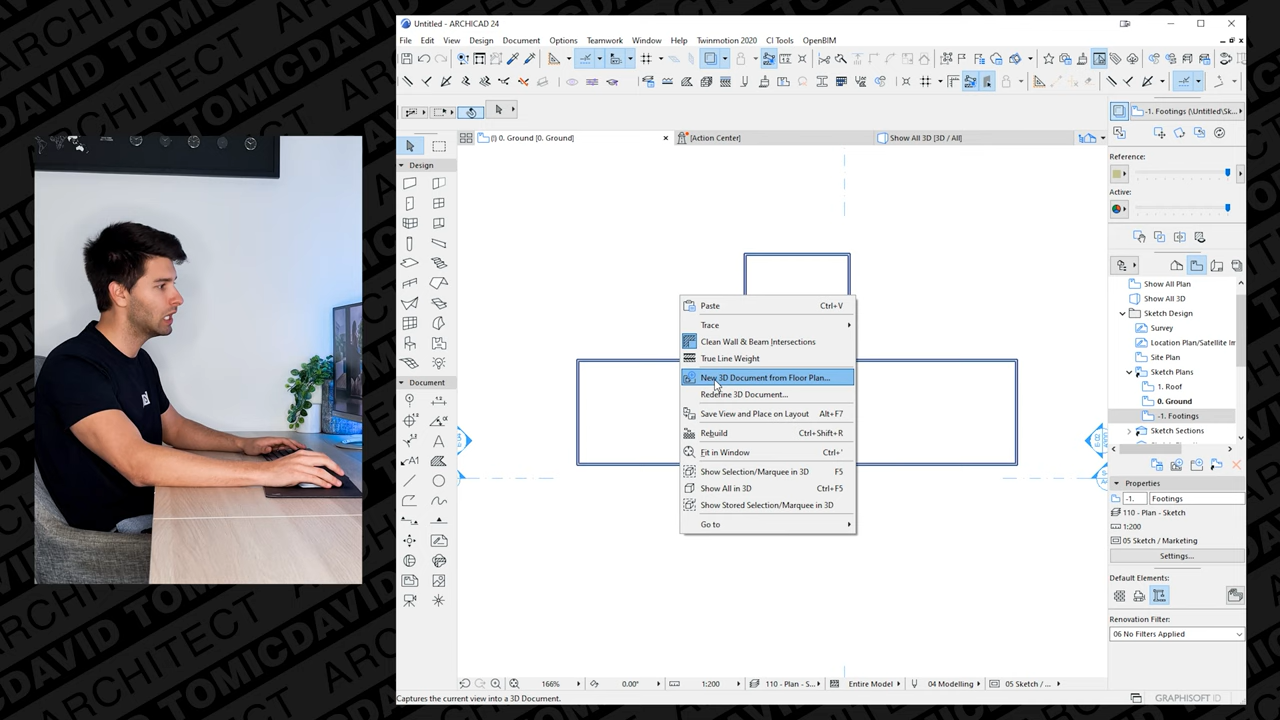 DAVID TOMIC
ARCHITECT
Untitled - ARCHICAD 24
File Edit View Design Document Options Teamwork Window Help Twinmotion 2020 CI Tools OpenBIM
(!) 0. Ground [0. Ground]
[Action Center]
Show All 3D [3D / All]
Design
Document
Paste Ctrl+V
Trace
Clean Wall & Beam Intersections
True Line Weight
New 3D Document from Floor Plan...
Redefine 3D Document...
Save View and Place on Layout Alt+F7
Rebuild Ctrl+Shift+R
Fit in Window Ctrl+'
Show Selection/Marquee in 3D F5
Show All in 3D Ctrl+F5
Show Stored Selection/Marquee in 3D
Go to
-1. Footings (\Untitled\Sk...
Reference:
Active:
Show All Plan
Show All 3D
Sketch Design
Survey
Location Plan/Satellite Im
Site Plan
Sketch Plans
1. Roof
0. Ground
-1. Footings
Sketch Sections
Properties
-1. Footings
110 - Plan - Sketch
1:200
05 Sketch / Marketing
Settings...
Default Elements:
Renovation Filter:
06 No Filters Applied
166% 0.00° 1:200 110 - Plan - S... Entire Model 04 Modelling 05 Sketch / ...
Captures the current view into a 3D Document.
GRAPHISOFT ID